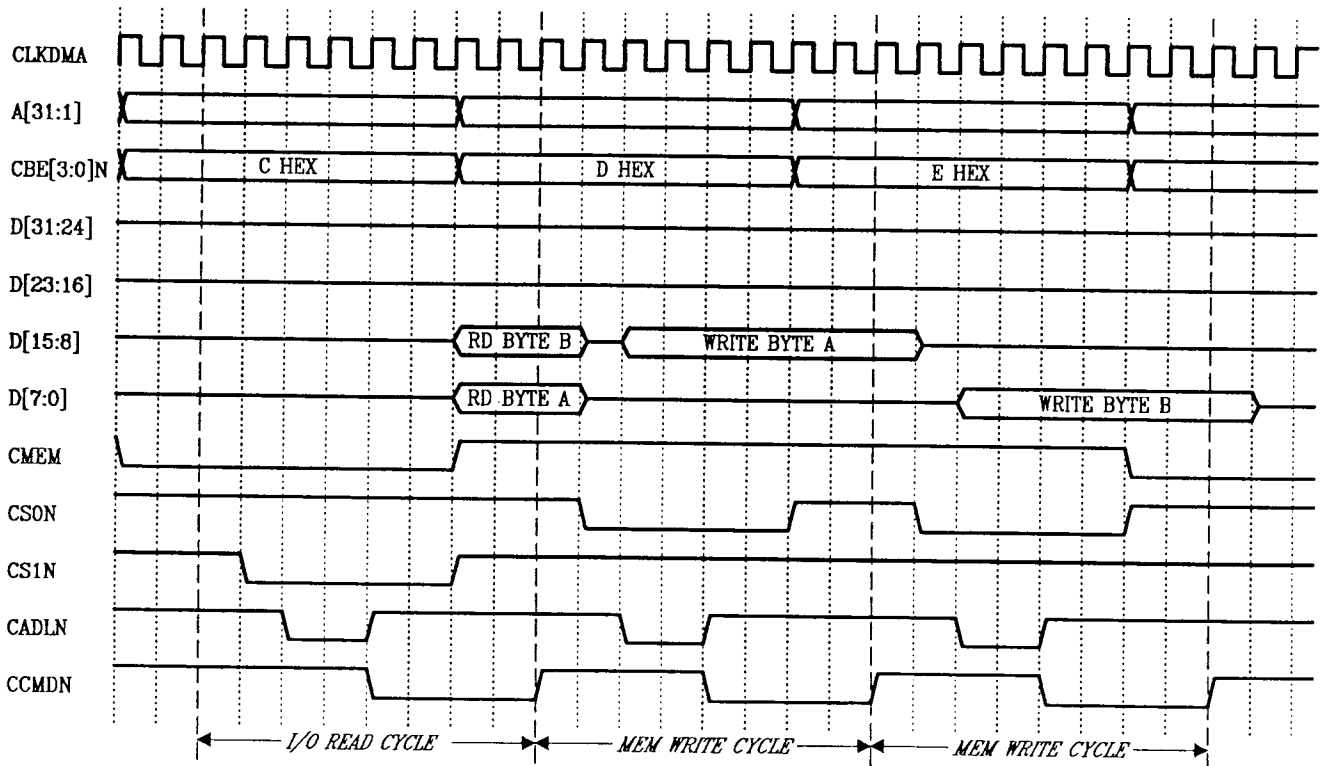 CLKDMA
A[31:1]
CBE[3:0]N C HEX D HEX E HEX
D[31:24]
D[23:16]
D[15:8] RD BYTE B WRITE BYTE A
D[7:0] RD BYTE A WRITE BYTE B
CMEM
CS0N
CS1N
CADLN
CCMDN
I/O READ CYCLE MEM WRITE CYCLE MEM WRITE CYCLE